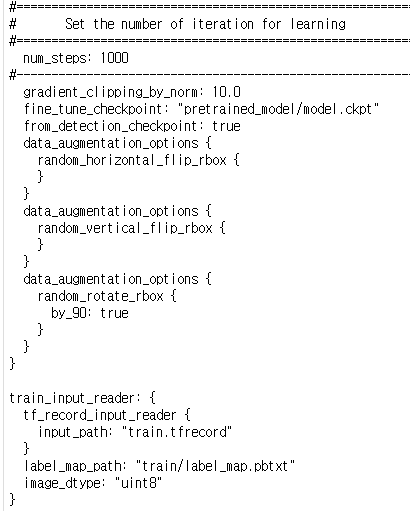 #=========================================================
#       Set the number of iteration for learning
#=========================================================
  num_steps: 1000
#---------------------------------------------------------
  gradient_clipping_by_norm: 10.0
  fine_tune_checkpoint: "pretrained_model/model.ckpt"
  from_detection_checkpoint: true
  data_augmentation_options {
    random_horizontal_flip_rbox {
    }
  }
  data_augmentation_options {
    random_vertical_flip_rbox {
    }
  }
  data_augmentation_options {
    random_rotate_rbox {
      by_90: true
    }
  }
}

train_input_reader: {
  tf_record_input_reader {
    input_path: "train.tfrecord"
  }
  label_map_path: "train/label_map.pbtxt"
  image_dtype: "uint8"
}